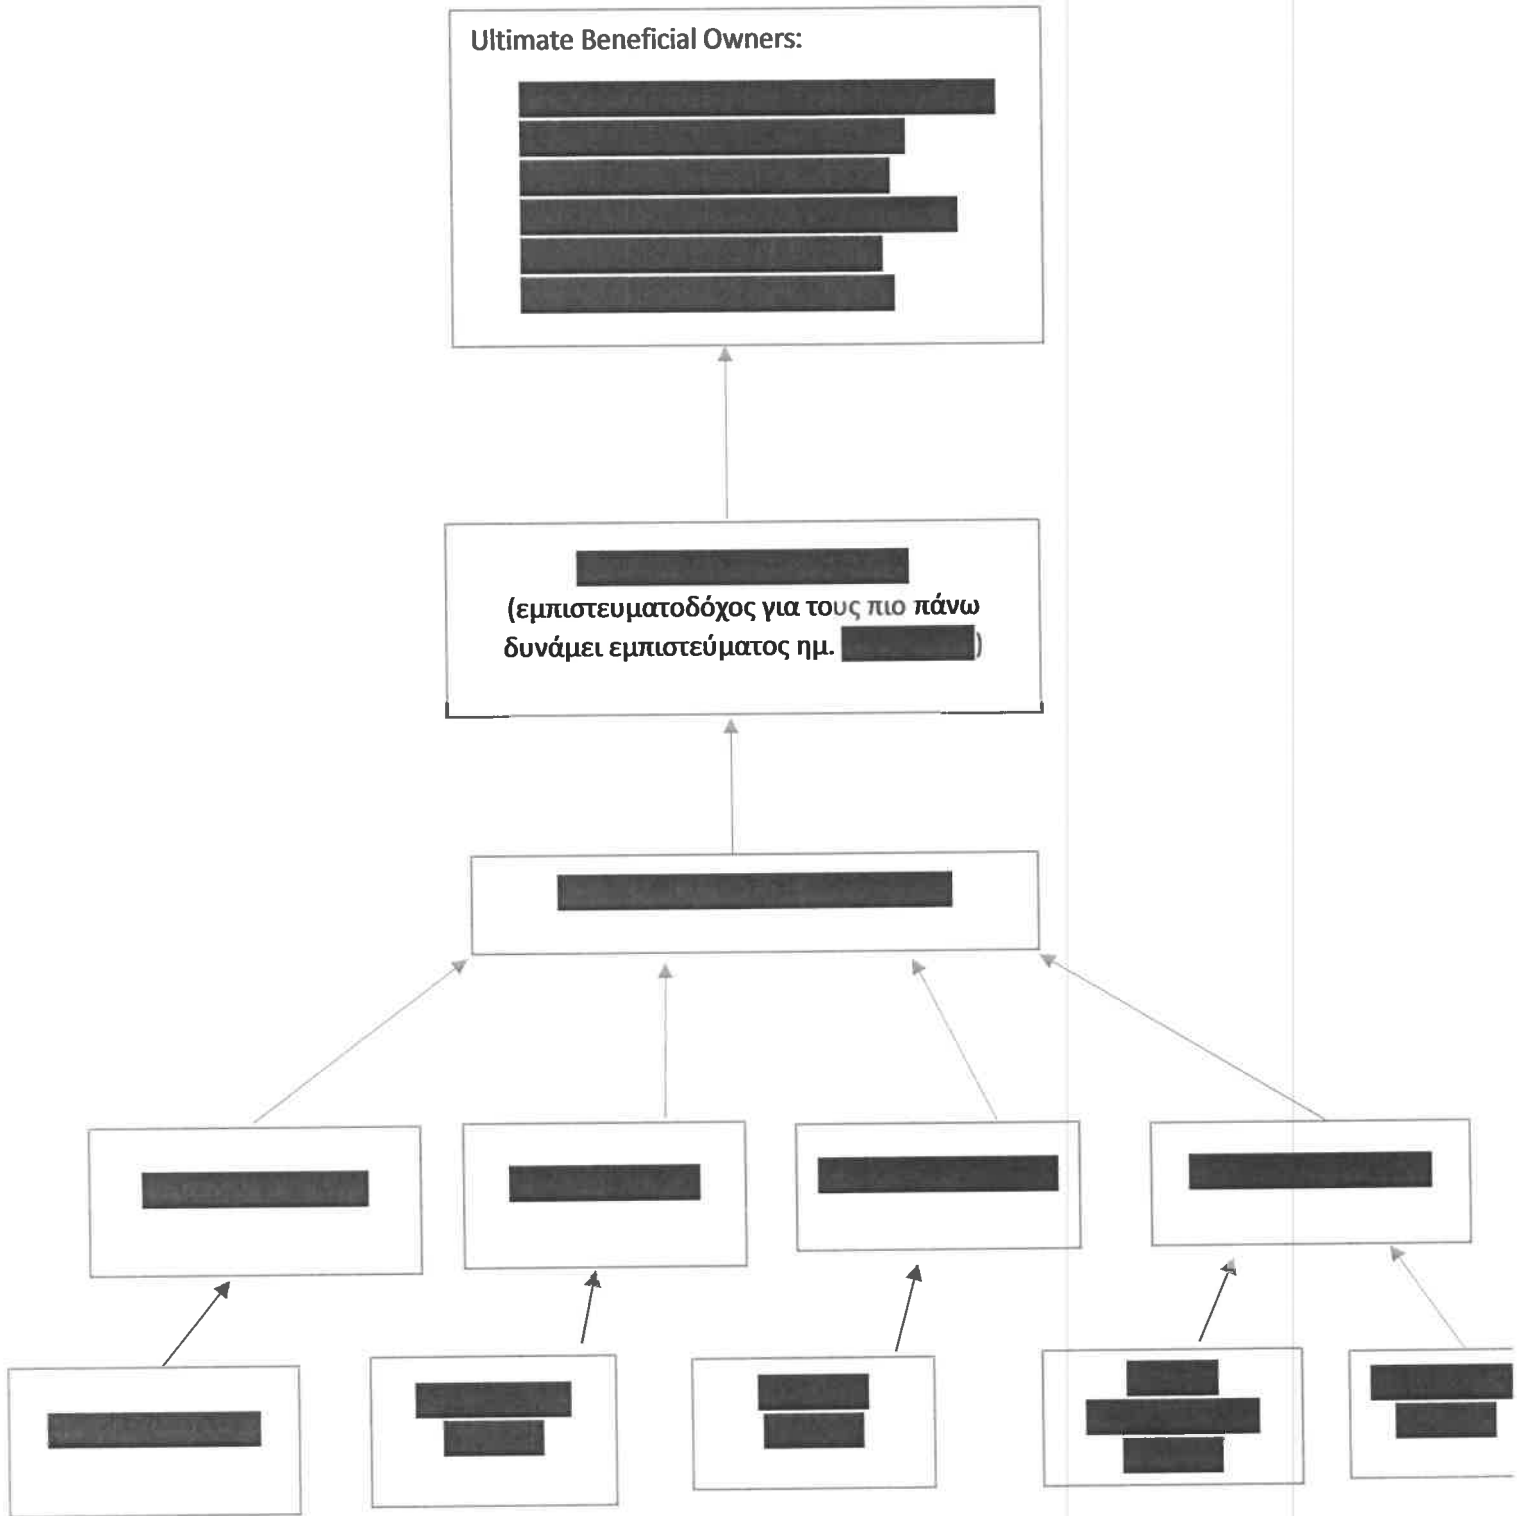 Ultimate Beneficial Owners:
(εμπιστευματοδόχος για τους πιο πάνω
δυνάμει εμπιστεύματος ημ. )